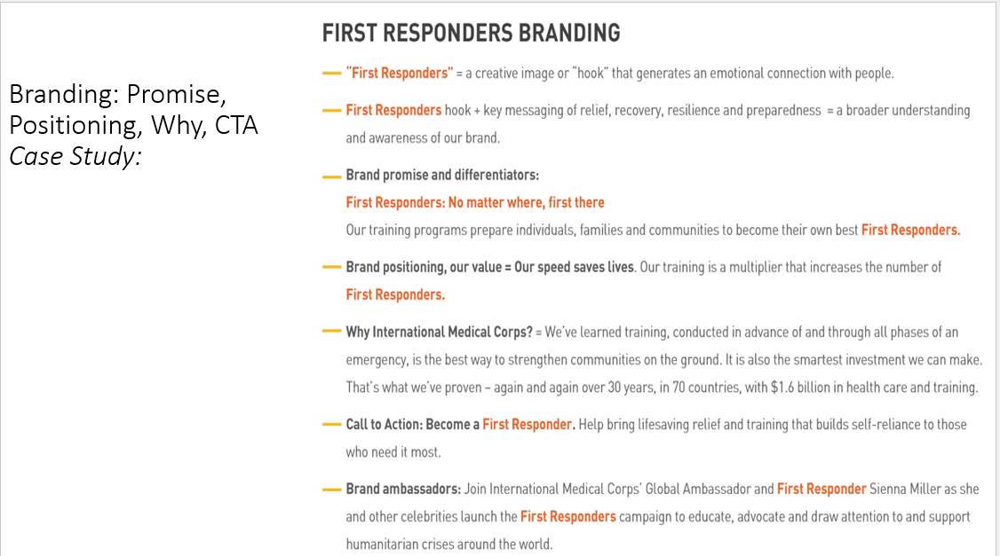 Branding: Promise,
Positioning, Why, CTA
Case Study:
FIRST RESPONDERS BRANDING
“First Responders” = a creative image or “hook” that generates an emotional connection with people.
First Responders hook + key messaging of relief, recovery, resilience and preparedness = a broader understanding
and awareness of our brand.
Brand promise and differentiators:
First Responders: No matter where, first there
Our training programs prepare individuals, families and communities to become their own best First Responders.
Brand positioning, our value = Our speed saves lives. Our training is a multiplier that increases the number of
First Responders.
Why International Medical Corps? = We’ve learned training, conducted in advance of and through all phases of an
emergency, is the best way to strengthen communities on the ground. It is also the smartest investment we can make.
That’s what we’ve proven – again and again over 30 years, in 70 countries, with $1.6 billion in health care and training.
Call to Action: Become a First Responder. Help bring lifesaving relief and training that builds self-reliance to those
who need it most.
Brand ambassadors: Join International Medical Corps’ Global Ambassador and First Responder Sienna Miller as she
and other celebrities launch the First Responders campaign to educate, advocate and draw attention to and support
humanitarian crises around the world.